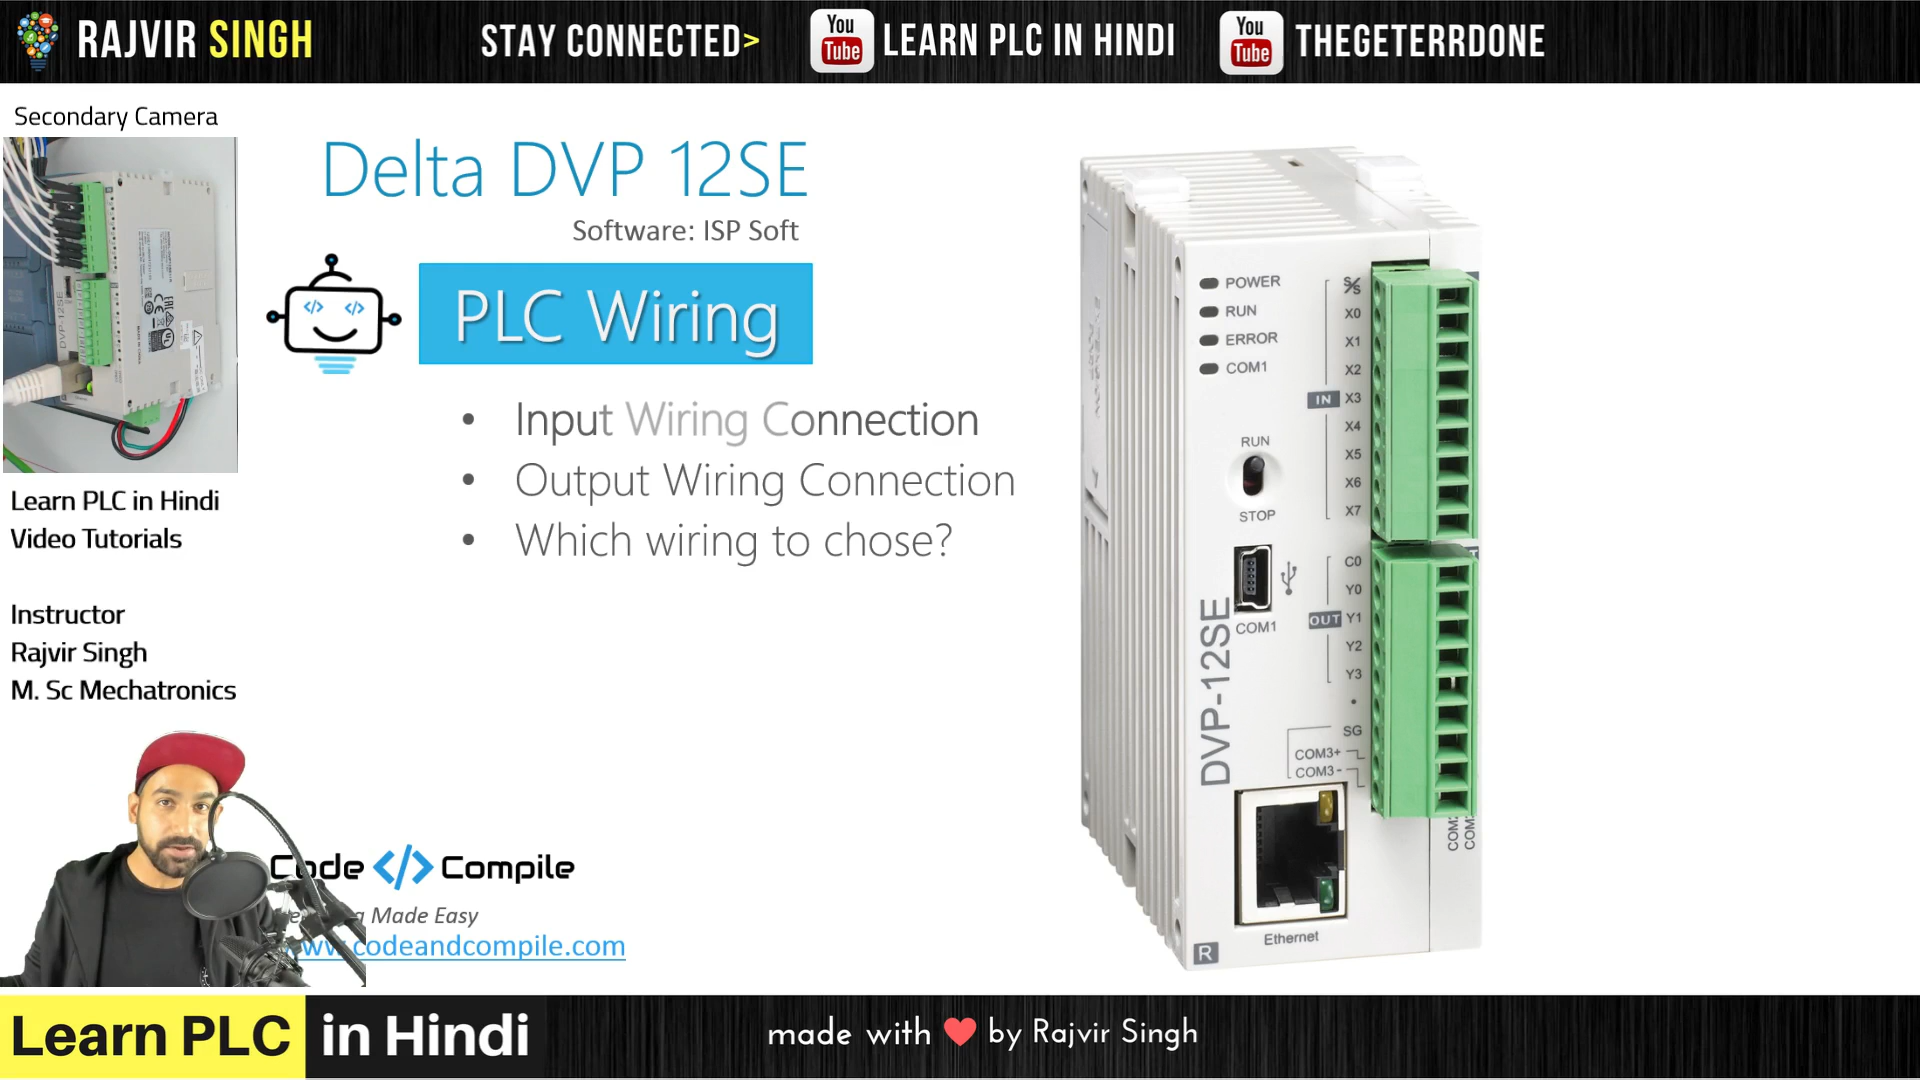 RAJVIR SINGH
STAY CONNECTED>
You Tube
LEARN PLC IN HINDI
You Tube
THEGETERRDONE
Secondary Camera
DVP-12SE
Delta DVP 12SE
Software: ISP Soft
</> </>
PLC Wiring
• Input Wiring Connection
• Output Wiring Connection
• Which wiring to chose?
Learn PLC in Hindi
Video Tutorials
Instructor
Rajvir Singh
M. Sc Mechatronics
Code </> Compile
Made Easy
www.codeandcompile.com
POWER
RUN
ERROR
COM1
RUN
STOP
COM1
DVP-12SE
S/S
X0
X1
X2
IN X3
X4
X5
X6
X7
C0
Y0
OUT Y1
Y2
Y3
•
SG
COM3+
COM3-
Ethernet
R
Learn PLC in Hindi
made with ❤ by Rajvir Singh